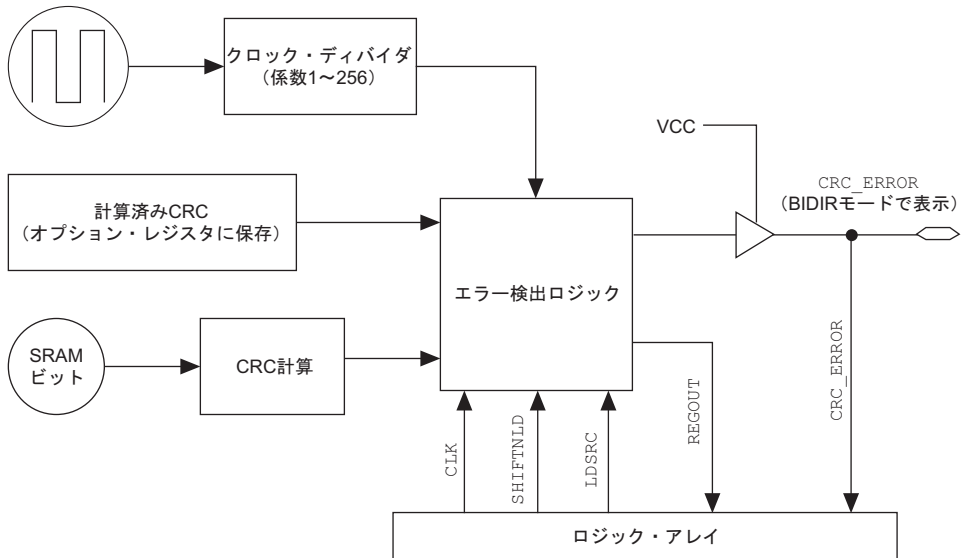 クロック・ディバイダ
（係数1～256）
VCC
CRC_ERROR
（BIDIRモードで表示）
計算済みCRC
（オプション・レジスタに保存）
エラー検出ロジック
SRAM
ビット
CRC計算
CLK
SHIFTNLD
LDSRC
REGOUT
CRC_ERROR
ロジック・アレイ